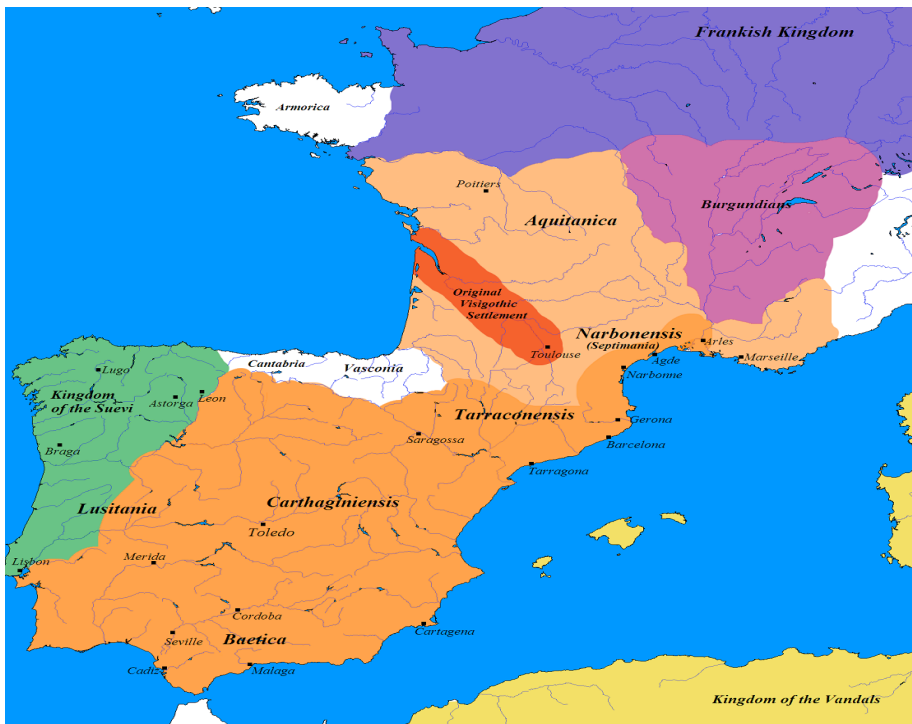 Frankish Kingdom
Armorica
Poitiers
Burgundians
Aquitanica
Original
Visigothic
Settlement
Narbonensis
(Septimania)
Arles
Toulouse
Agde
Marseille
Cantabria
Vasconia
Narbonne
Lugo
Kingdom
of the Suevi
Astorga
Leon
Tarraconensis
Gerona
Saragossa
Barcelona
Braga
Tarragona
Lusitania
Carthaginiensis
Toledo
Lisbon
Merida
Cordoba
Cartagena
Seville
Baetica
Cadiz
Malaga
Kingdom of the Vandals